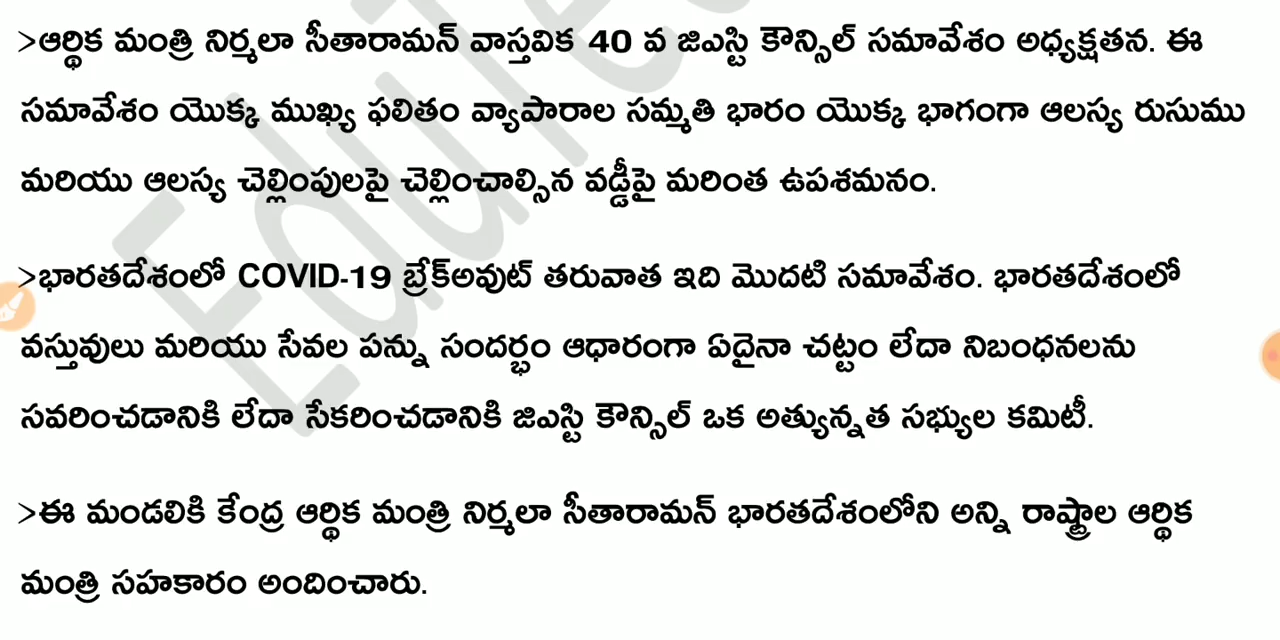 >ఆర్థిక మంత్రి నిర్మలా సీతారామన్ వాస్తవిక 40 వ జిఎస్టి కౌన్సిల్ సమావేశం అధ్యక్షతన. ఈ
సమావేశం యొక్క ముఖ్య ఫలితం వ్యాపారాల సమ్మతి భారం యొక్క భాగంగా ఆలస్య రుసుము
మరియు ఆలస్య చెల్లింపులపై చెల్లించాల్సిన వడ్డీపై మరింత ఉపశమనం.
>భారతదేశంలో COVID-19 బ్రేక్అవుట్ తరువాత ఇది మొదటి సమావేశం. భారతదేశంలో
వస్తువులు మరియు సేవల పన్ను సందర్భం ఆధారంగా ఏదైనా చట్టం లేదా నిబంధనలను
సవరించడానికి లేదా సేకరించడానికి జిఎస్టి కౌన్సిల్ ఒక అత్యున్నత సభ్యుల కమిటీ.
>ఈ మండలికి కేంద్ర ఆర్థిక మంత్రి నిర్మలా సీతారామన్ భారతదేశంలోని అన్ని రాష్ట్రాల ఆర్థిక
మంత్రి సహకారం అందించారు.